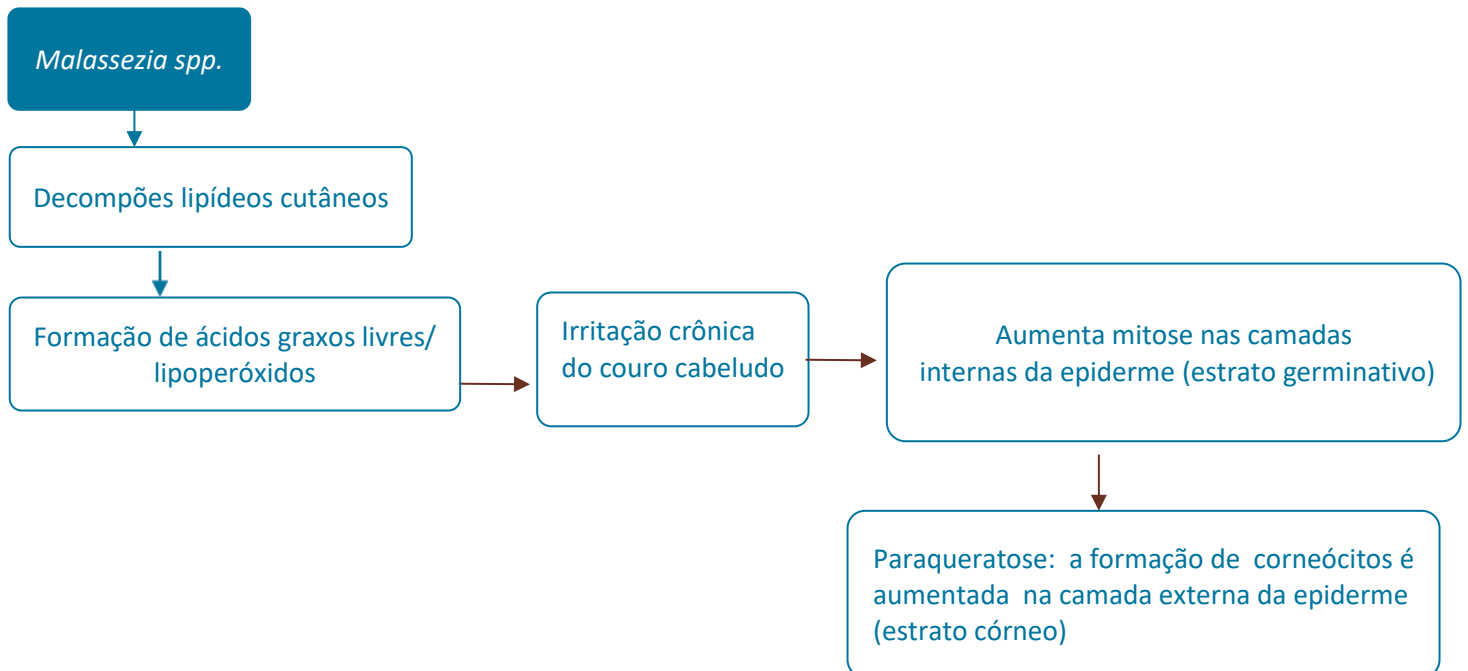 Malassezia spp.
Decompões lipídeos cutâneos
Formação de ácidos graxos livres/
lipoperóxidos
Irritação crônica
do couro cabeludo
Aumenta mitose nas camadas
internas da epiderme (estrato germinativo)
Paraqueratose: a formação de corneócitos é
aumentada na camada externa da epiderme
(estrato córneo)